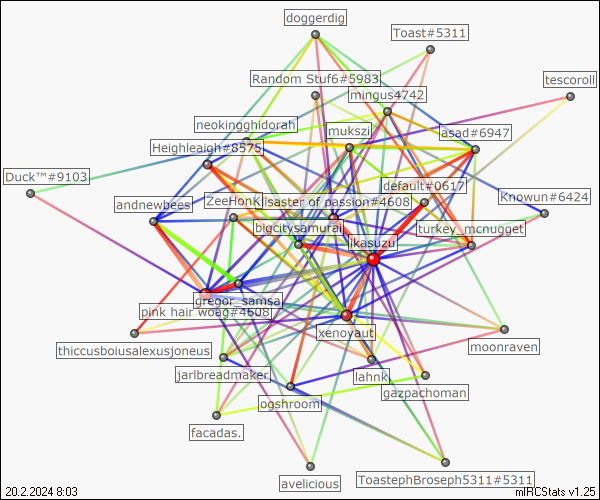 doggerdig
Toast#5311
Random Stuf6#5983
tescoroll
mingus4742
neokingghidorah
mukszi
asad#6947
Heighleaigh#8575
Duck™#9103
default#0617
Knowun#6424
andnewbees
ZeeHonk
disaster of passion#4608
bigcitysamurai
turkey_mcnugget
ikasuzu
gregor_samsa
pink hair woag#4608
xenoyaut
thiccusboiusalexusjoneus
moonraven
jarlbreadmaker
lahnk
gazpachoman
ogshroom
facadas.
avelicious
ToastephBroseph5311#5311
20.2.2024 8:03
mIRCStats v1.25